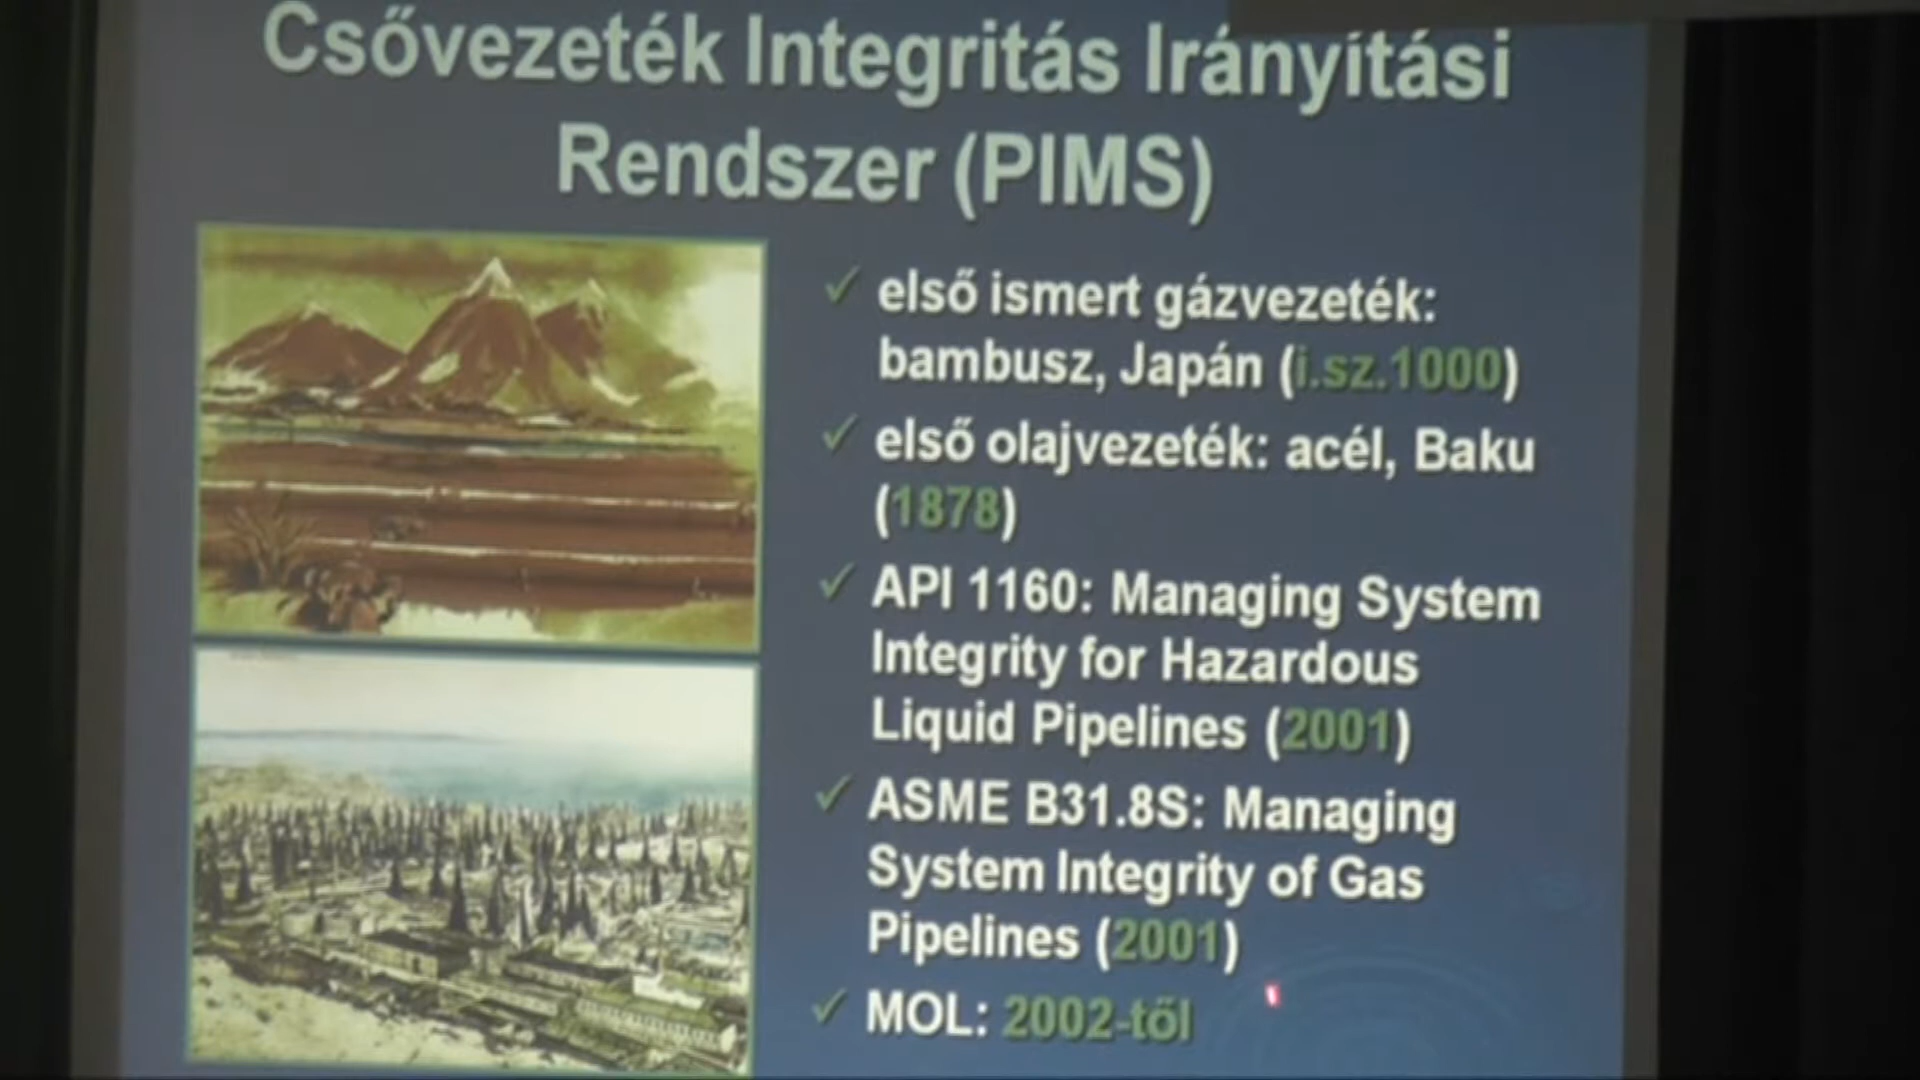 Csővezeték Integritás Irányítási
Rendszer (PIMS)
✓ első ismert gázvezeték:
bambusz, Japán (i.sz.1000)
✓ első olajvezeték: acél, Baku
(1878)
✓ API 1160: Managing System
Integrity for Hazardous
Liquid Pipelines (2001)
✓ ASME B31.8S: Managing
System Integrity of Gas
Pipelines (2001)
✓ MOL: 2002-től